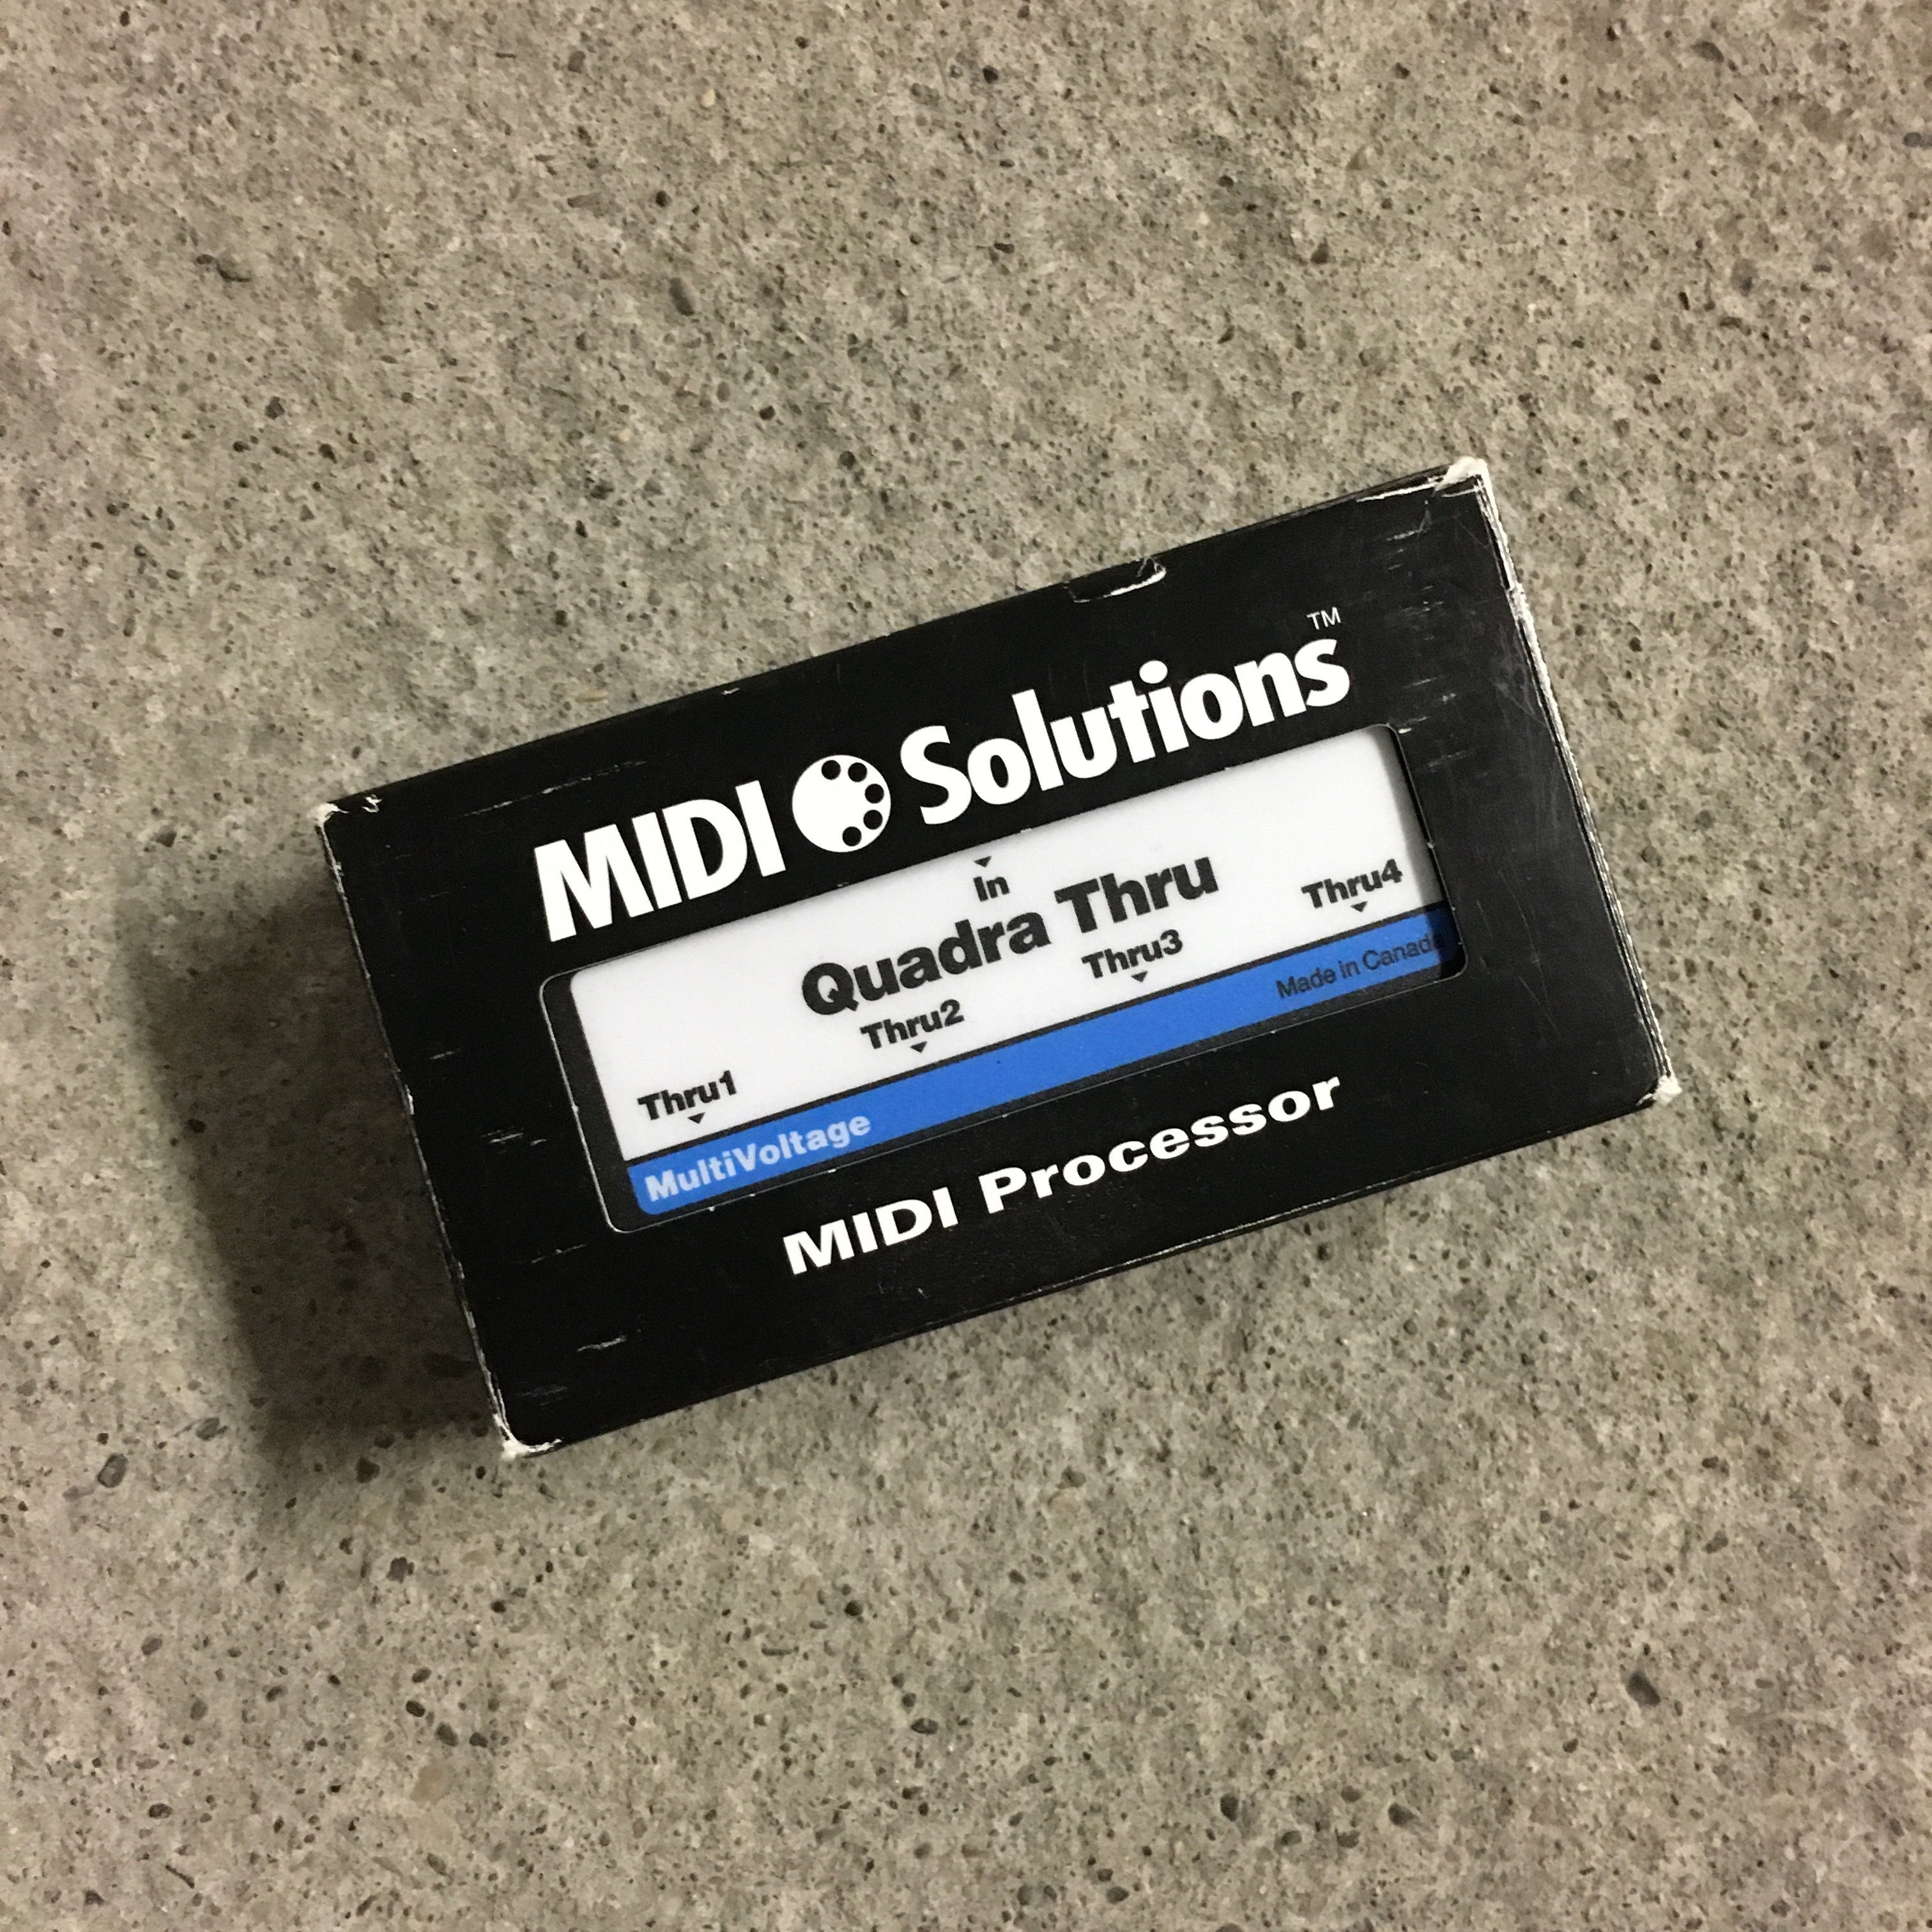 MIDI Solutions™
In
Quadra Thru
Thru1 Thru2 Thru3 Thru4
MultiVoltage Made in Canada
MIDI Processor